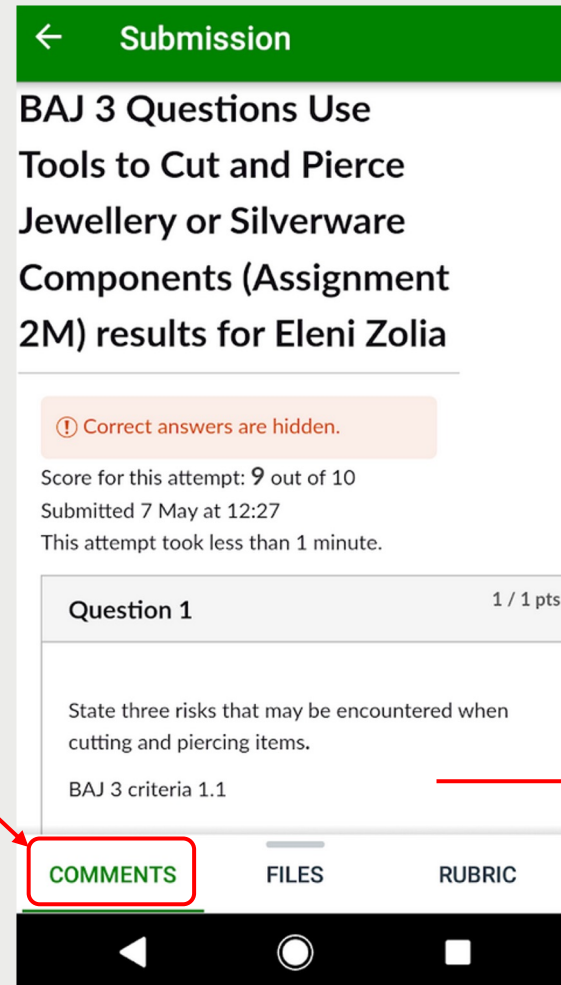 Submission
BAJ 3 Questions Use
Tools to Cut and Pierce
Jewellery or Silverware
Components (Assignment
2M) results for Eleni Zolia
Correct answers are hidden.
Score for this attempt: 9 out of 10
Submitted 7 May at 12:27
This attempt took less than 1 minute.
Question 1 1 / 1 pts
State three risks that may be encountered when
cutting and piercing items.
BAJ 3 criteria 1.1
COMMENTS FILES RUBRIC